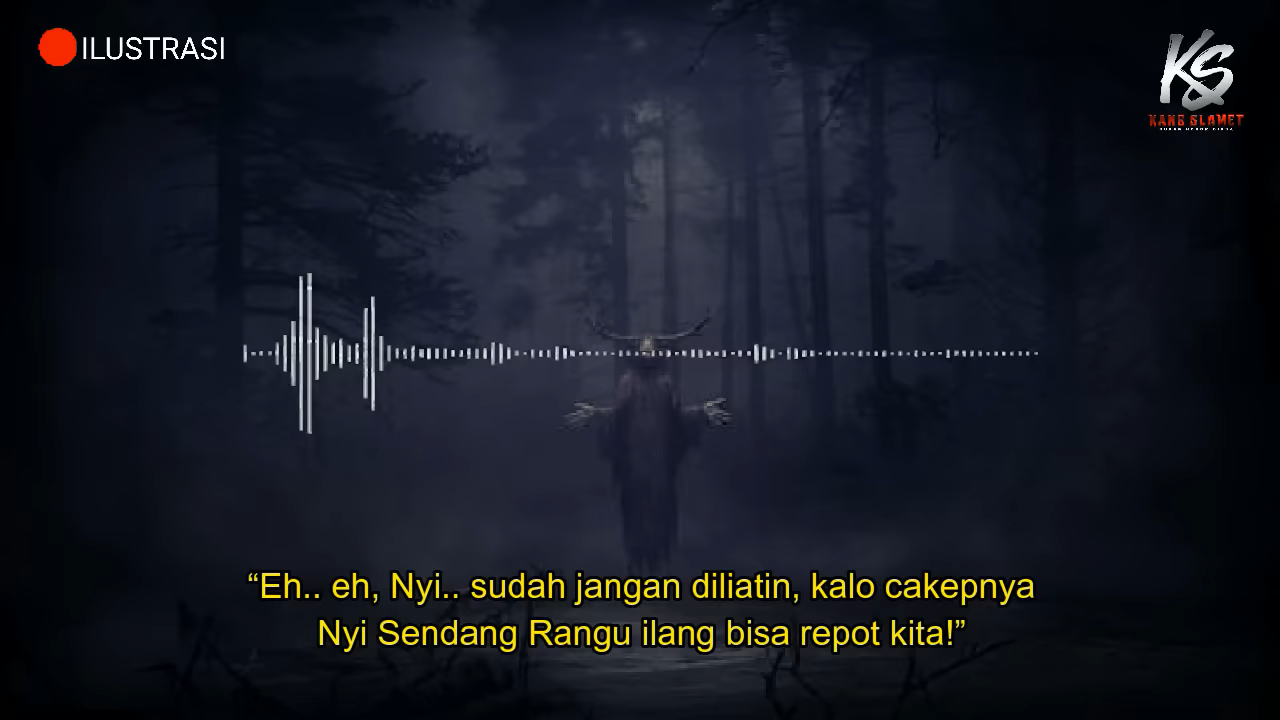 ILUSTRASI
KS
KANG SLAMET
“Eh.. eh, Nyi.. sudah jangan diliatin, kalo cakepnya
Nyi Sendang Rangu ilang bisa repot kita!”